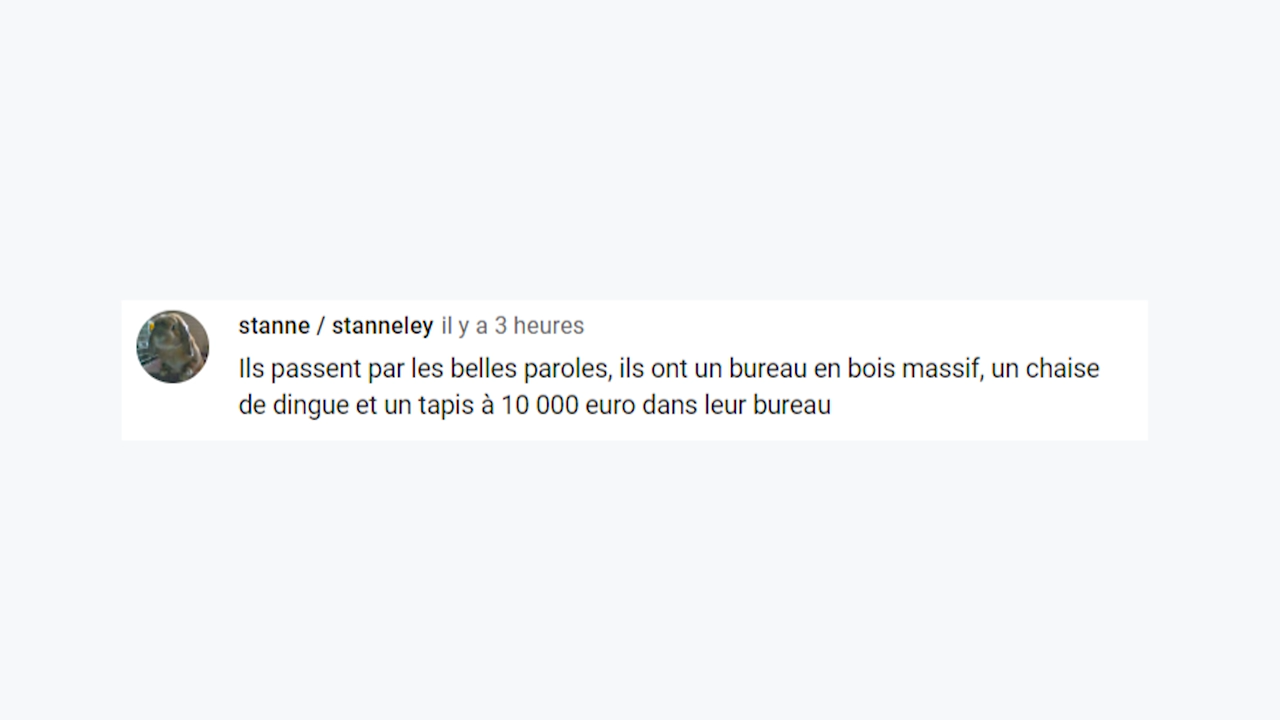 stanne / stanneley il y a 3 heures
Ils passent par les belles paroles, ils ont un bureau en bois massif, un chaise
de dingue et un tapis à 10 000 euro dans leur bureau